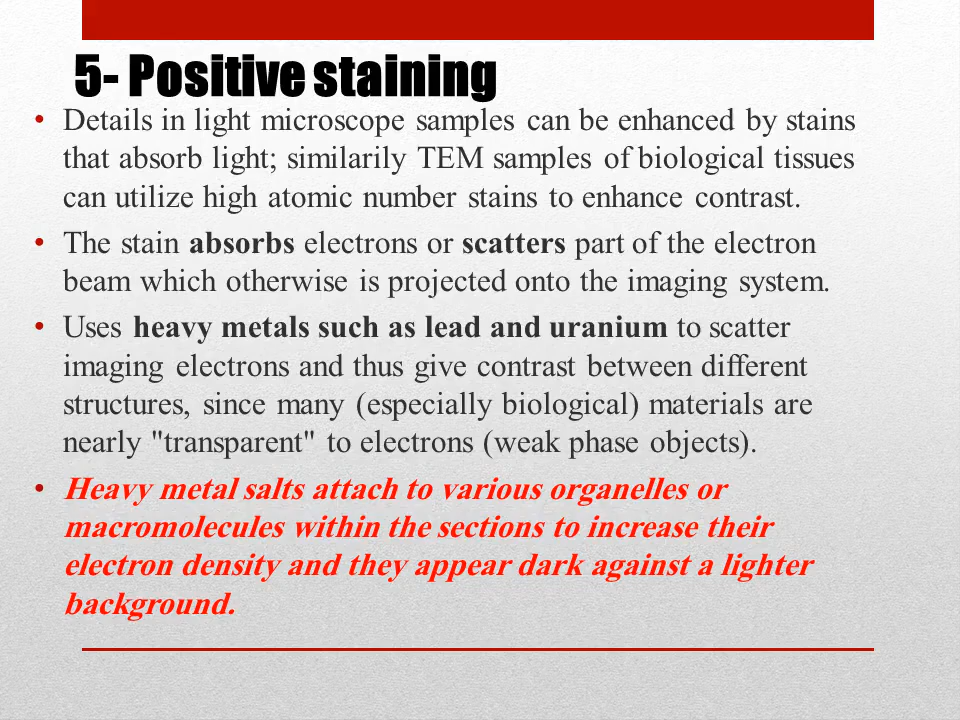 5- Positive staining
• Details in light microscope samples can be enhanced by stains
that absorb light; similarily TEM samples of biological tissues
can utilize high atomic number stains to enhance contrast.
• The stain absorbs electrons or scatters part of the electron
beam which otherwise is projected onto the imaging system.
• Uses heavy metals such as lead and uranium to scatter
imaging electrons and thus give contrast between different
structures, since many (especially biological) materials are
nearly "transparent" to electrons (weak phase objects).
• Heavy metal salts attach to various organelles or
macromolecules within the sections to increase their
electron density and they appear dark against a lighter
background.